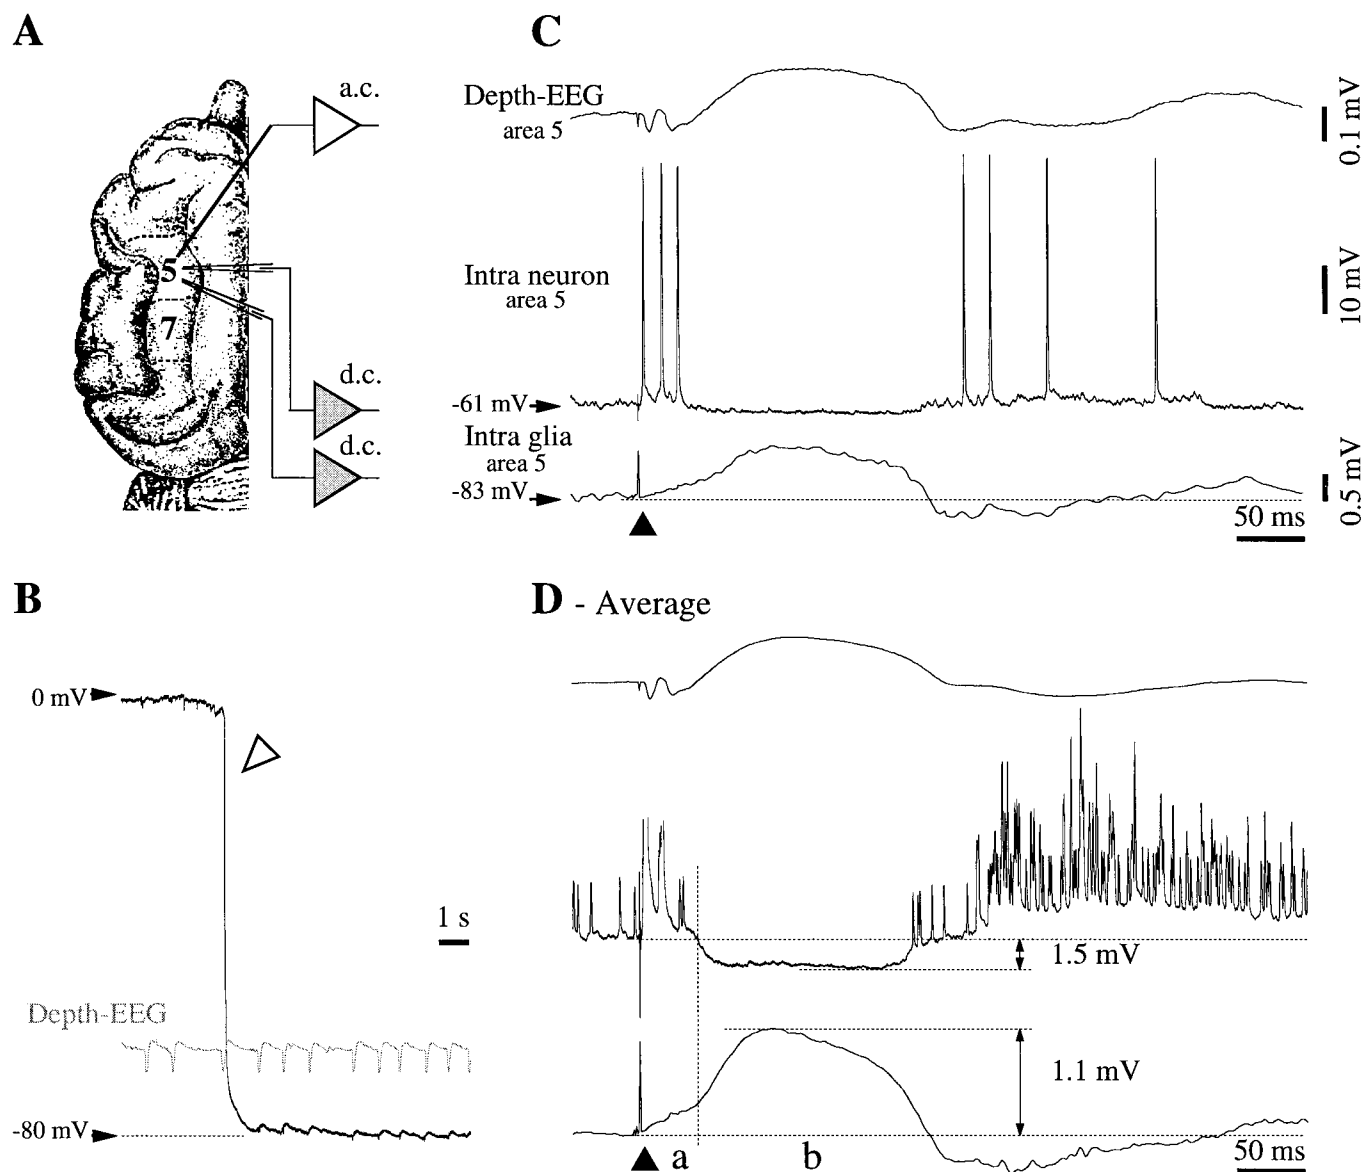 A
a.c.
5
7
d.c.
d.c.
B
0 mV
1 s
Depth-EEG
-80 mV
C
Depth-EEG
area 5
0.1 mV
Intra neuron
area 5
10 mV
-61 mV
Intra glia
area 5
-83 mV
0.5 mV
50 ms
D - Average
1.5 mV
1.1 mV
a
b
50 ms